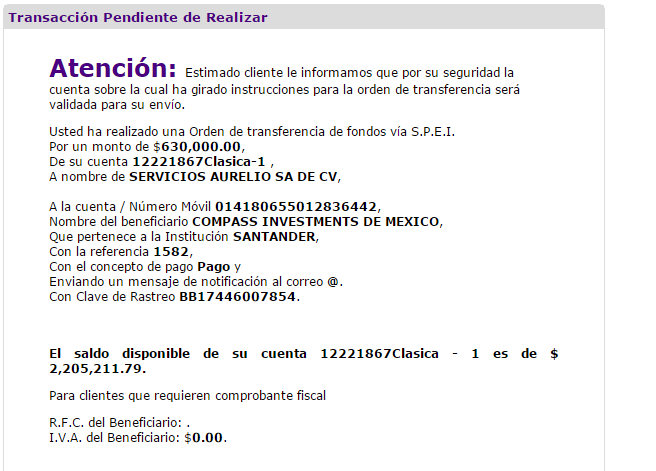 Transacción Pendiente de Realizar
Atención: Estimado cliente le informamos que por su seguridad la
cuenta sobre la cual ha girado instrucciones para la orden de transferencia será
validada para su envío.
Usted ha realizado una Orden de transferencia de fondos vía S.P.E.I.
Por un monto de $630,000.00,
De su cuenta 12221867Clasica-1 ,
A nombre de SERVICIOS AURELIO SA DE CV,
A la cuenta / Número Móvil 014180655012836442,
Nombre del beneficiario COMPASS INVESTMENTS DE MEXICO,
Que pertenece a la Institución SANTANDER,
Con la referencia 1582,
Con el concepto de pago Pago y
Enviando un mensaje de notificación al correo @.
Con Clave de Rastreo BB17446007854.
El saldo disponible de su cuenta 12221867Clasica - 1 es de $
2,205,211.79.
Para clientes que requieren comprobante fiscal
R.F.C. del Beneficiario: .
I.V.A. del Beneficiario: $0.00.